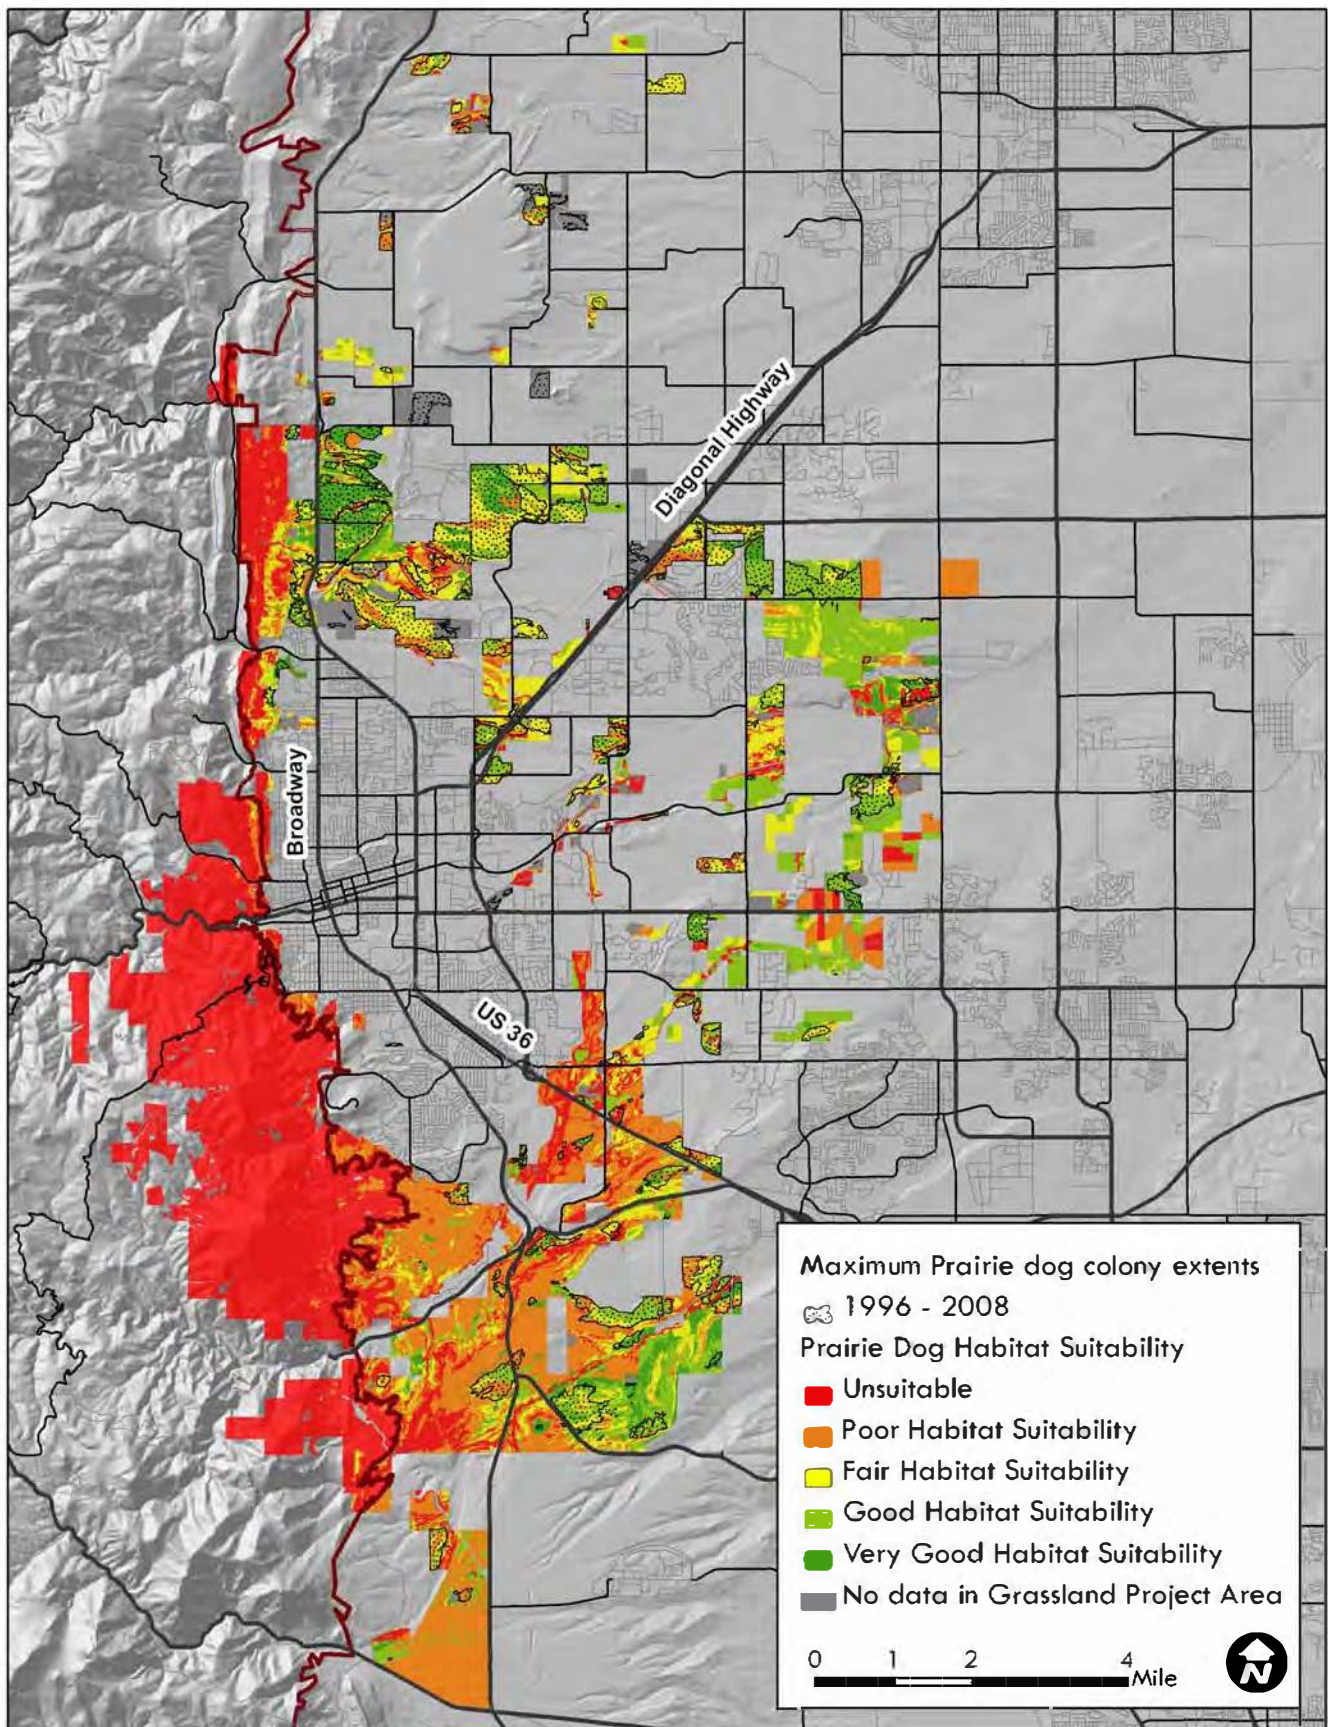 Diagonal Highway
Broadway
US 36
Maximum Prairie dog colony extents
1996 - 2008
Prairie Dog Habitat Suitability
Unsuitable
Poor Habitat Suitability
Fair Habitat Suitability
Good Habitat Suitability
Very Good Habitat Suitability
No data in Grassland Project Area
0 1 2 4
Mile
N